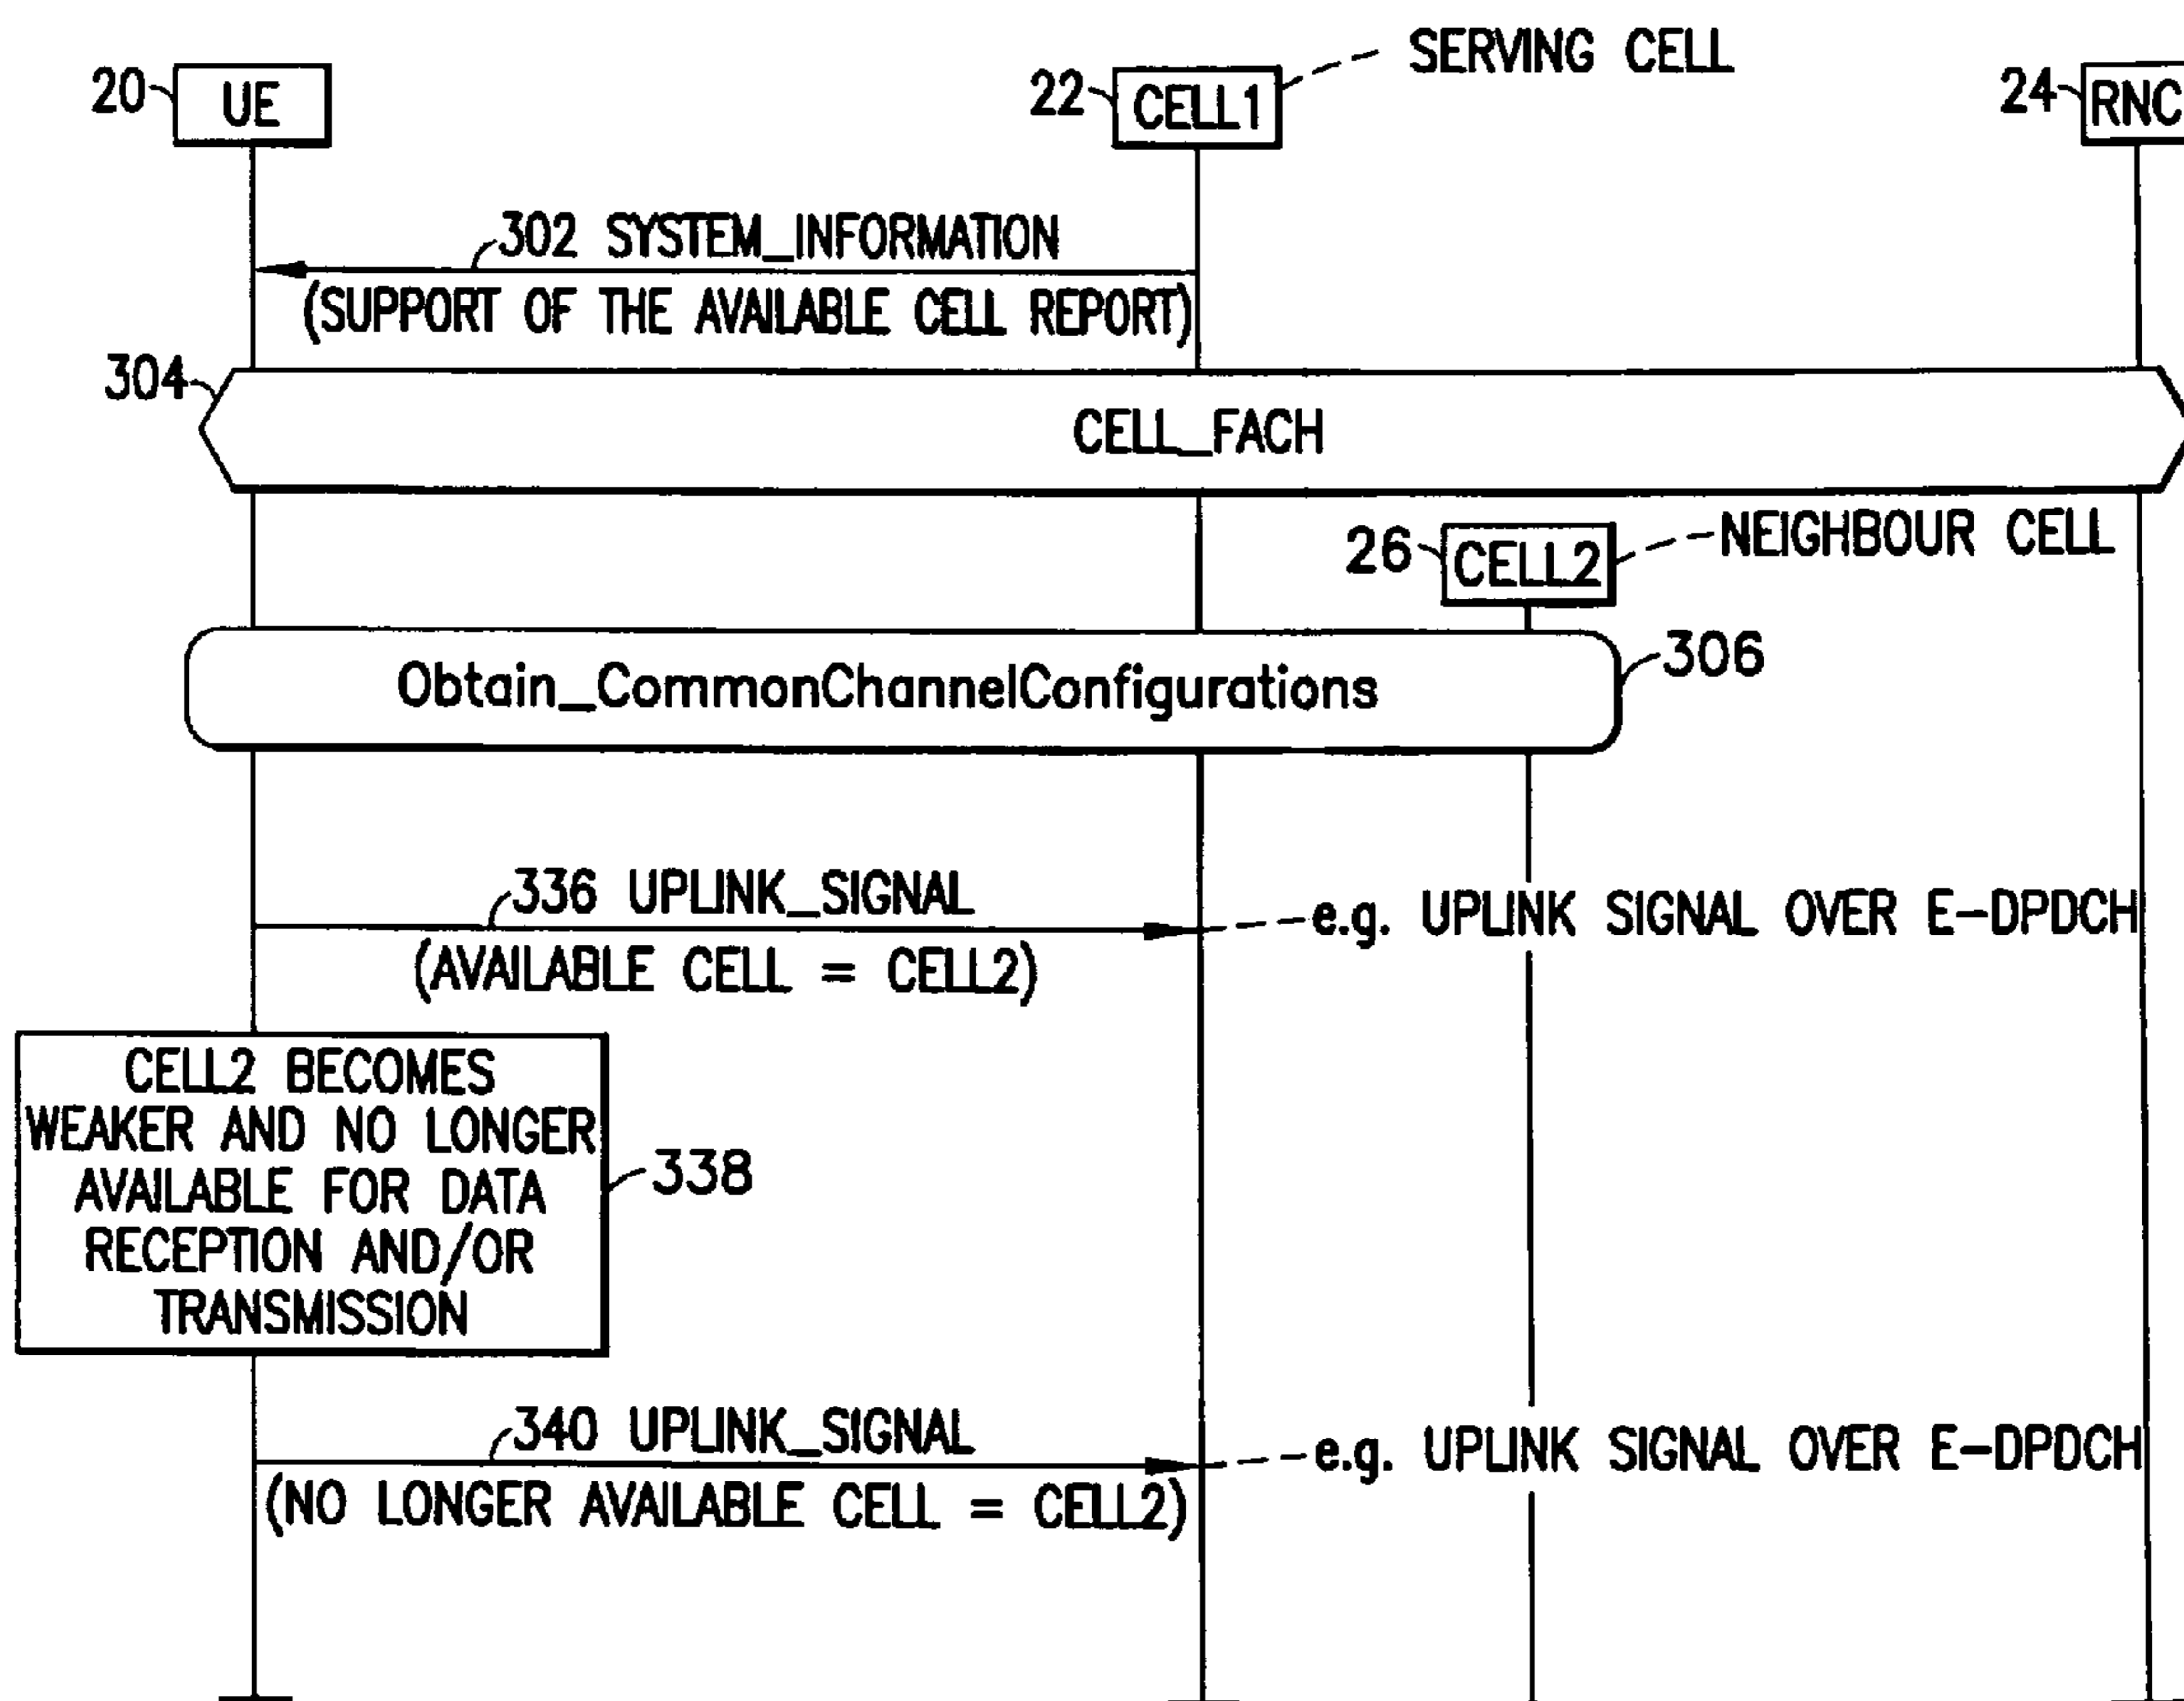 SERVING CELL
20 UE 22 CELL1 24 RNC
302 SYSTEM_INFORMATION
(SUPPORT OF THE AVAILABLE CELL REPORT)
304
CELL_FACH
26 CELL2 NEIGHBOUR CELL
Obtain_CommonChannelConfigurations 306
336 UPLINK_SIGNAL e.g. UPLINK SIGNAL OVER E-DPDCH
(AVAILABLE CELL = CELL2)
CELL2 BECOMES
WEAKER AND NO LONGER
AVAILABLE FOR DATA
RECEPTION AND/OR
TRANSMISSION
338
340 UPLINK_SIGNAL e.g. UPLINK SIGNAL OVER E-DPDCH
(NO LONGER AVAILABLE CELL = CELL2)